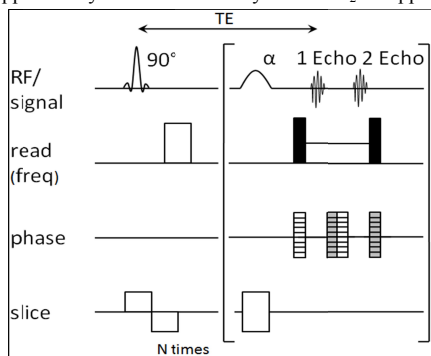 TE
90°
α 1 Echo 2 Echo
RF/
signal
read
(freq)
phase
slice
N times